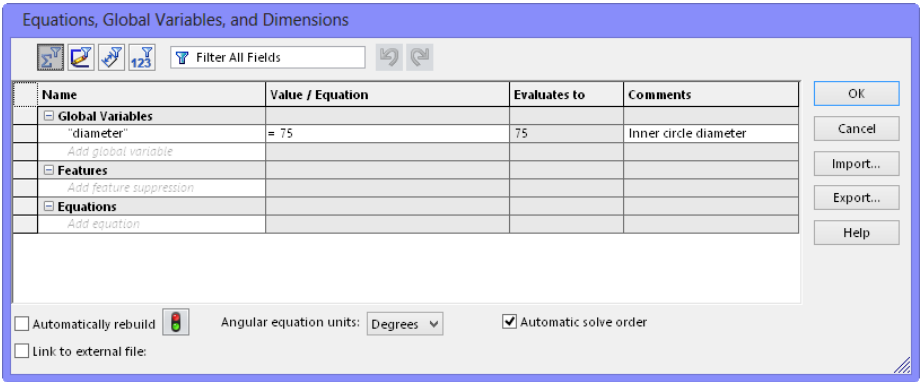 Equations, Global Variables, and Dimensions
Σ 123 Filter All Fields
Name Value / Equation Evaluates to Comments
Global Variables
"diameter" = 75 75 Inner circle diameter
Add global variable
Features
Add feature suppression
Equations
Add equation
OK
Cancel
Import...
Export...
Help
Automatically rebuild Angular equation units: Degrees Automatic solve order
Link to external file: